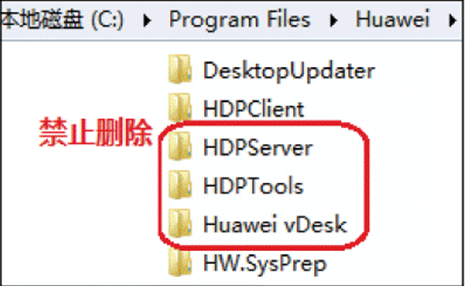 本地磁盘 (C:) ▸ Program Files ▸ Huawei ▸
DesktopUpdater
HDPClient
禁止删除
HDPServer
HDPTools
Huawei vDesk
HW.SysPrep